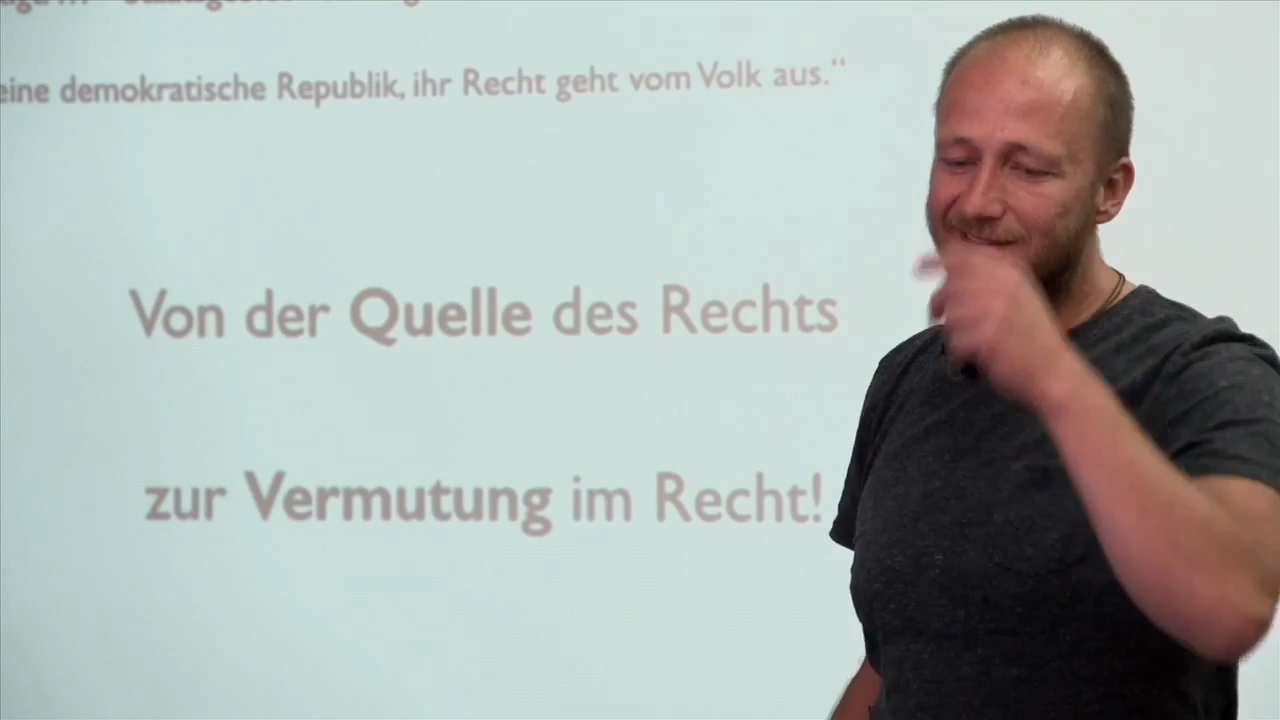 eine demokratische Republik, ihr Recht geht vom Volk aus.“
Von der Quelle des Rechts
zur Vermutung im Recht!